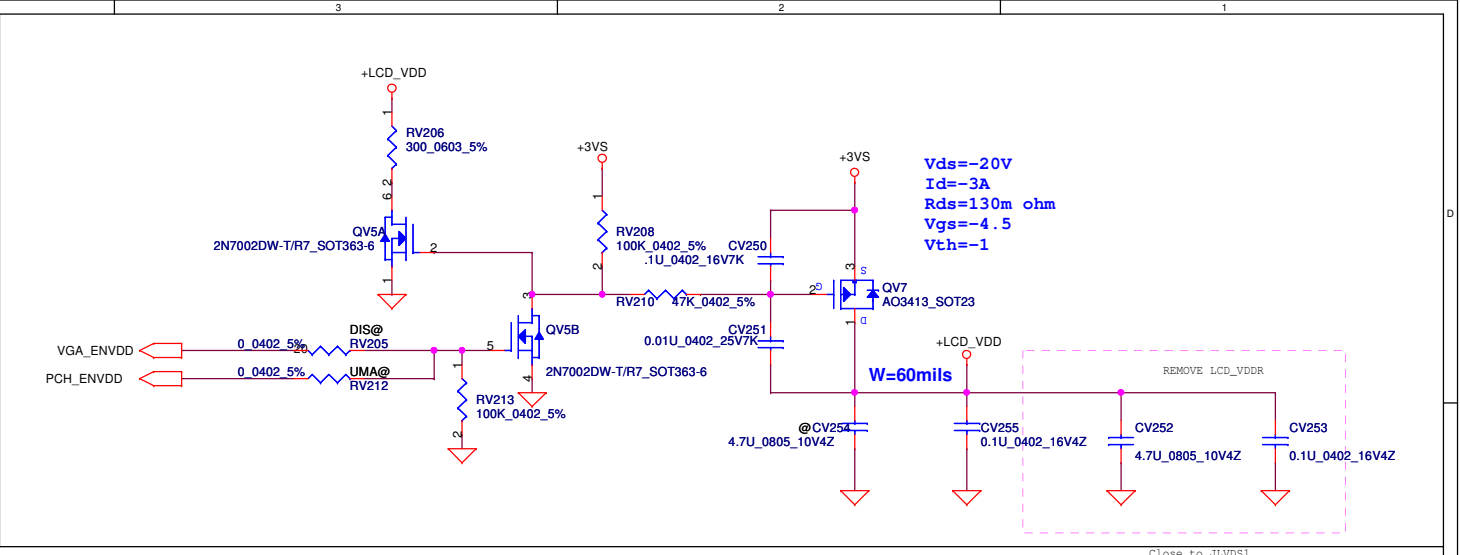 3
2
1
D
+LCD_VDD
1
RV206
300_0603_5%
2
6
QV5A
2N7002DW-T/R7_SOT363-6
2
1
+3VS
1
RV208
100K_0402_5%
2
RV210
47K_0402_5%
CV250
.1U_0402_16V7K
+3VS
Vds=-20V
Id=-3A
Rds=130m ohm
Vgs=-4.5
Vth=-1
3
S
2
G
QV7
AO3413_SOT23
1
D
CV251
0.01U_0402_25V7K
3
QV5B
5
2N7002DW-T/R7_SOT363-6
4
VGA_ENVDD
0_0402_5%
DIS@
RV205
PCH_ENVDD
0_0402_5%
UMA@
RV212
1
RV213
100K_0402_5%
2
+LCD_VDD
W=60mils
REMOVE LCD_VDDR
@CV254
4.7U_0805_10V4Z
CV255
0.1U_0402_16V4Z
CV252
4.7U_0805_10V4Z
CV253
0.1U_0402_16V4Z
Close to JLVDS1